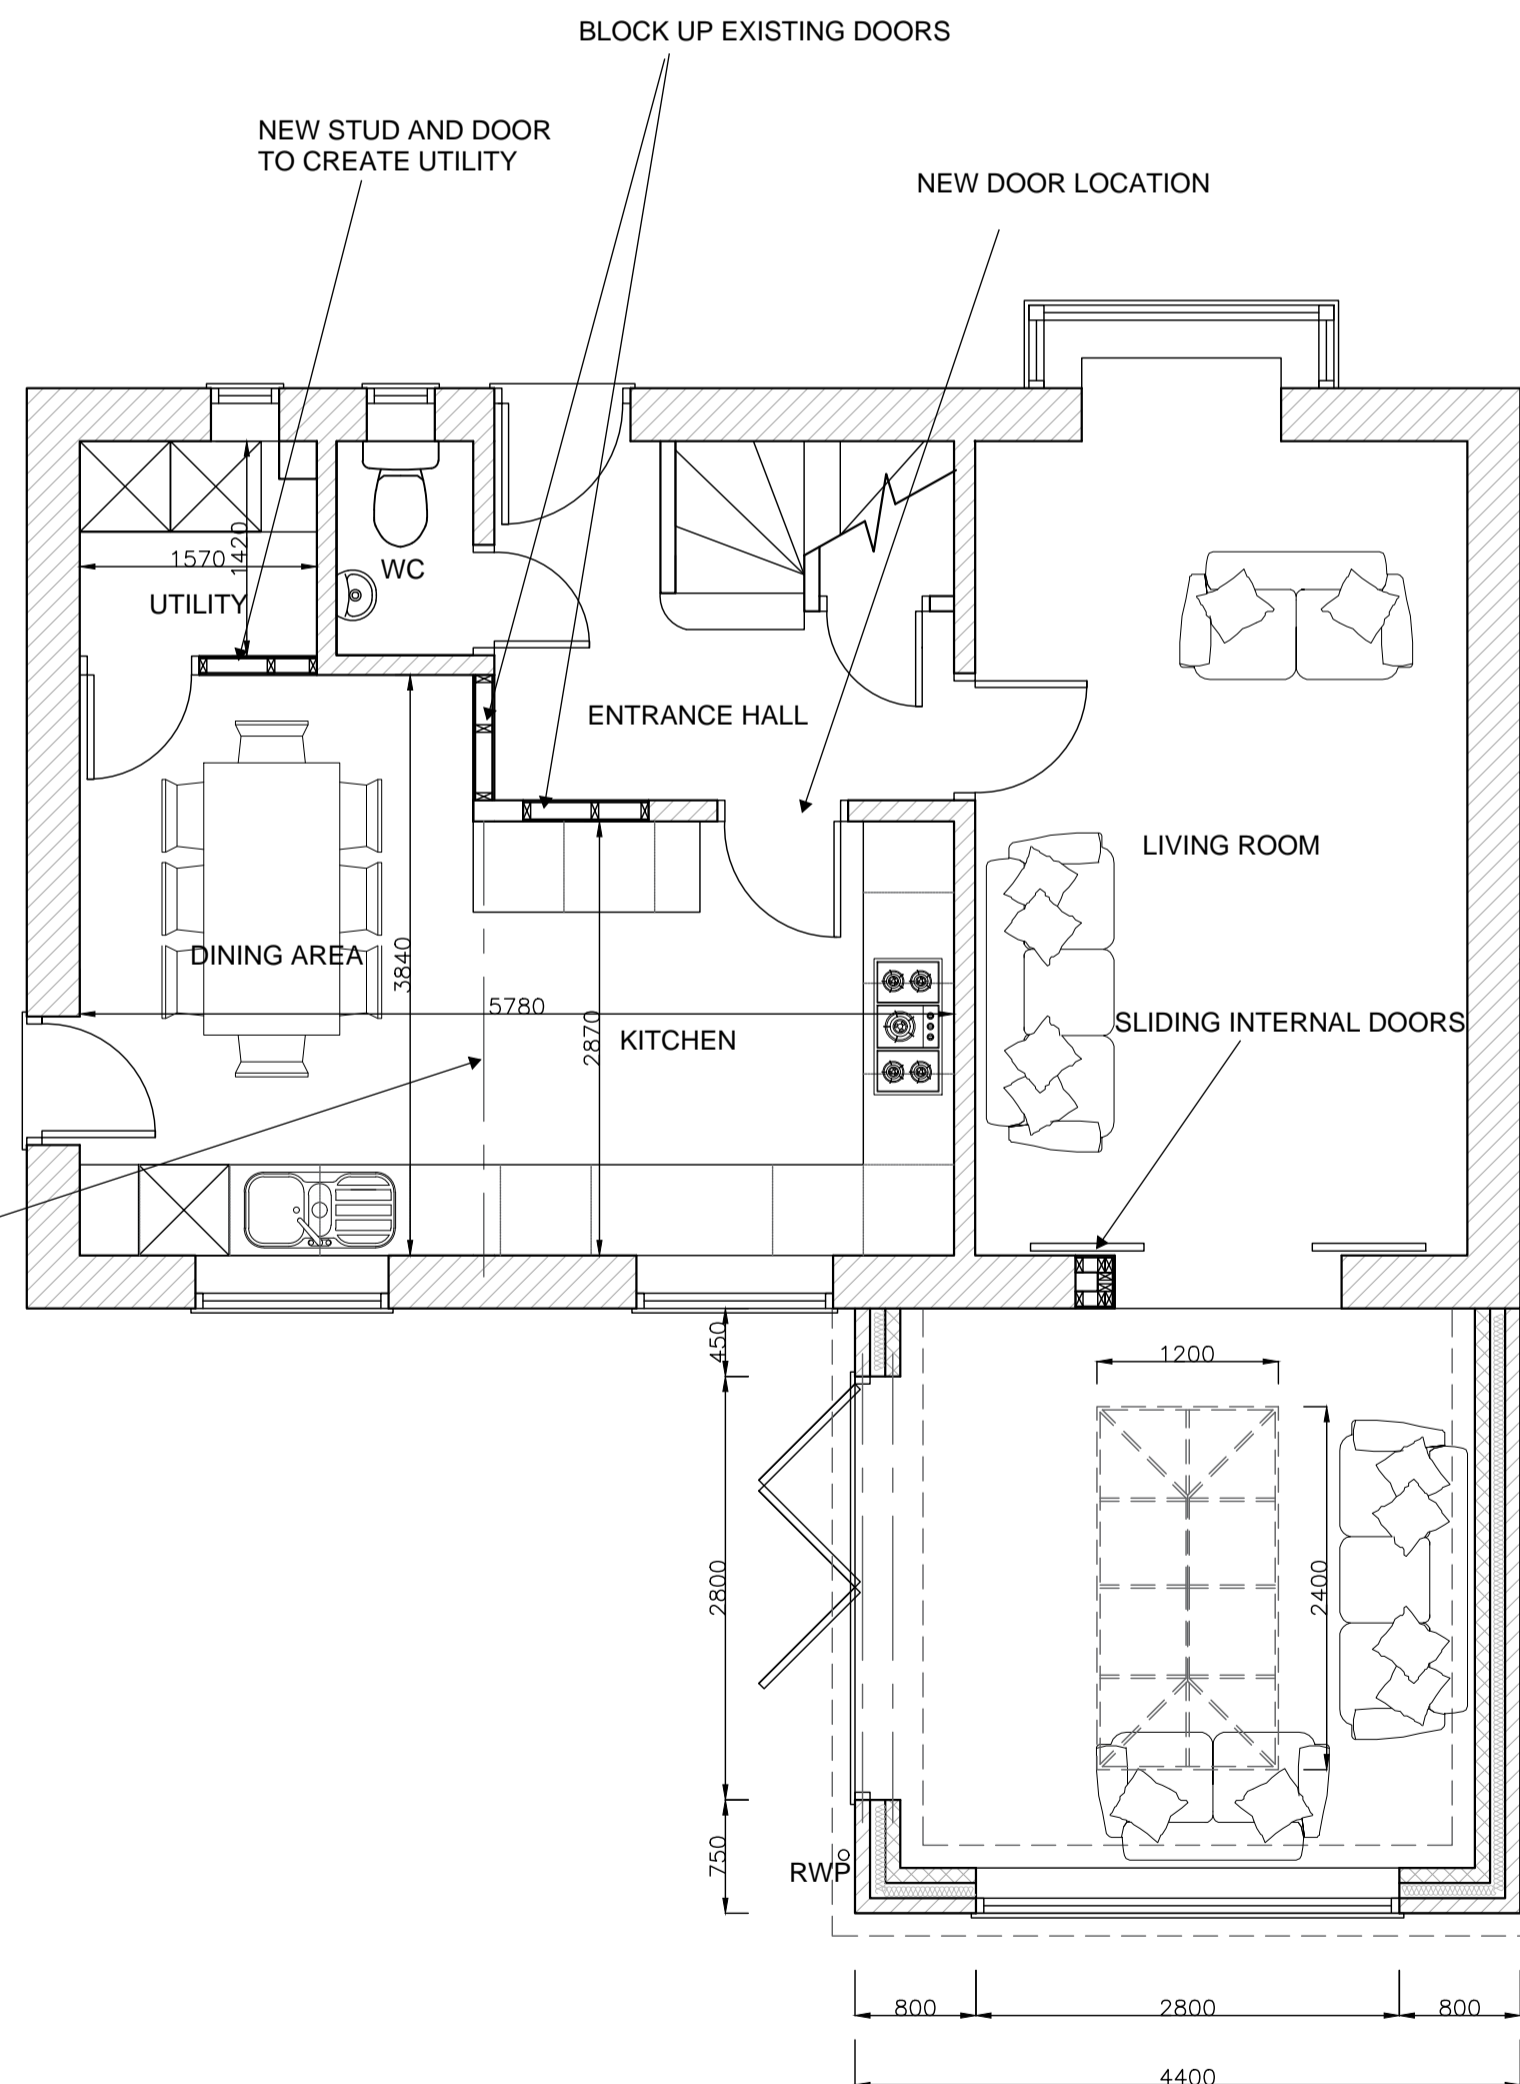 BLOCK UP EXISTING DOORS
NEW STUD AND DOOR
TO CREATE UTILITY
NEW DOOR LOCATION
1420
1570
WC
UTILITY
ENTRANCE HALL
LIVING ROOM
DINING AREA
3840
5780
2870
KITCHEN
SLIDING INTERNAL DOORS
450
1200
2800
2400
750
RWP
800
2800
800
4400